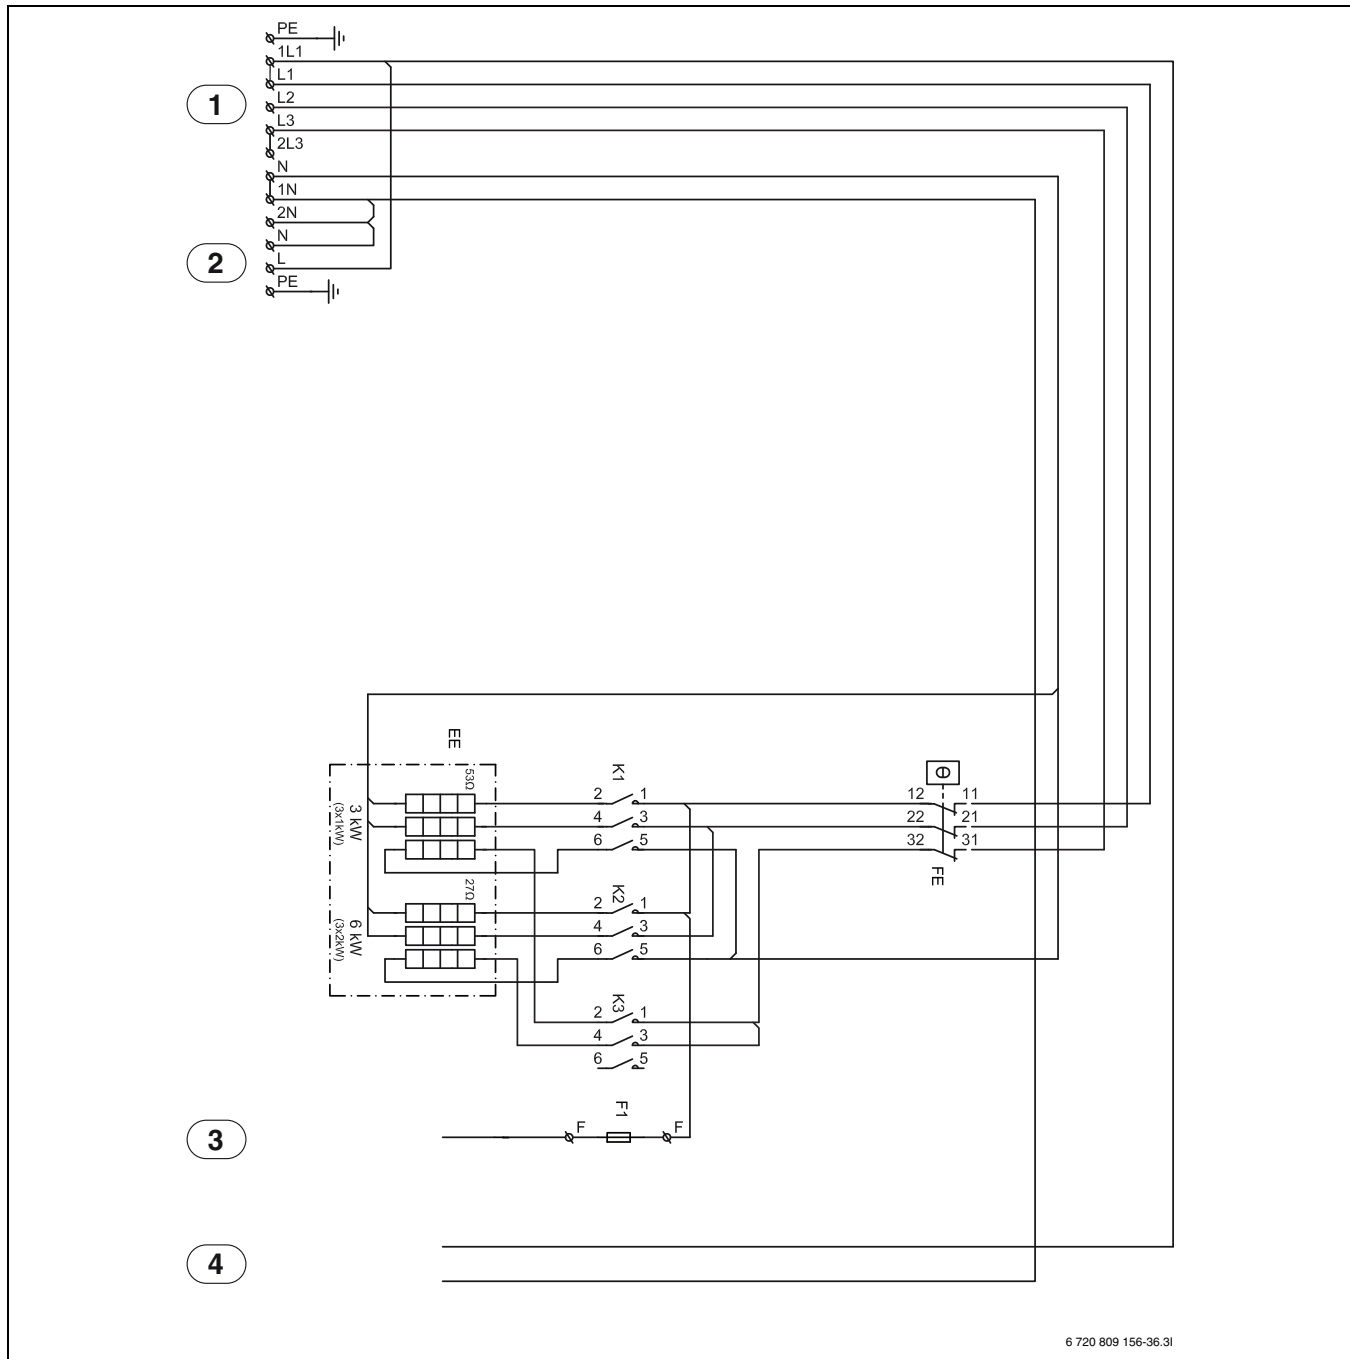 PE
1L1
L1
1
L2
L3
2L3
N
1N
2N
N
2
L
PE
EE
53Ω
3 kW
(3x1kW)
27Ω
6 kW
(3x2kW)
K1
2 1
4 3
6 5
K2
2 1
4 3
6 5
K3
2 1
4 3
6 5
Θ
12 11
22 21
32 31
FE
F1
3
F F
4
6 720 809 156-36.3I